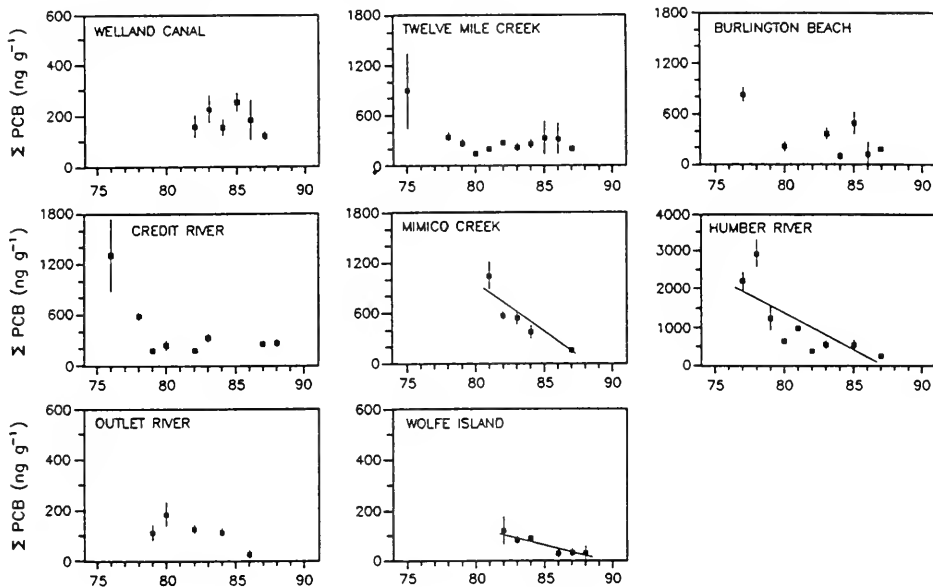 WELLAND CANAL
TWELVE MILE CREEK
BURLINGTON BEACH
Σ PCB (ng g⁻¹)
600
400
200
0
1800
1200
600
0
1800
1200
600
0
75 80 85 90
75 80 85 90
75 80 85 90
CREDIT RIVER
MIMICO CREEK
HUMBER RIVER
Σ PCB (ng g⁻¹)
1800
1200
600
0
1800
1200
600
0
4000
3000
2000
1000
0
75 80 85 90
75 80 85 90
75 80 85 90
OUTLET RIVER
WOLFE ISLAND
Σ PCB (ng g⁻¹)
600
400
200
0
600
400
200
0
75 80 85 90
75 80 85 90